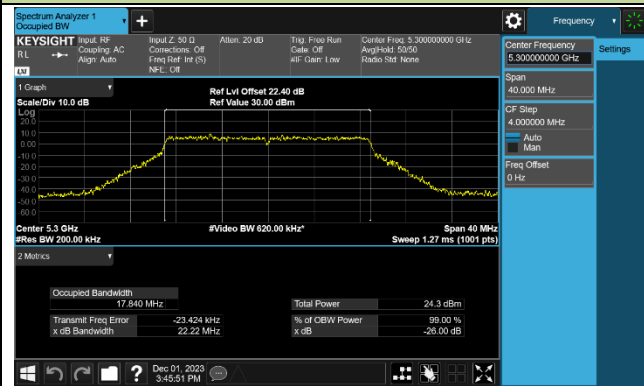 Spectrum Analyzer 1
Occupied BW
Frequency
KEYSIGHT
RL
LXI
Input: RF
Coupling: AC
Align: Auto
Input Z: 50 Ω
Corrections: Off
Freq Ref: Int (S)
NFE: Off
Atten: 20 dB
Trig: Free Run
Gate: Off
#IF Gain: Low
Center Freq: 5.300000000 GHz
Avg|Hold: 50/50
Radio Std: None
Center Frequency
5.300000000 GHz
Settings
Span
40.000 MHz
CF Step
4.000000 MHz
Auto
Man
Freq Offset
0 Hz
1 Graph
Scale/Div 10.0 dB
Ref Lvl Offset 22.40 dB
Ref Value 30.00 dBm
Log
20.0
10.0
0.00
-10.0
-20.0
-30.0
-40.0
-50.0
-60.0
Center 5.3 GHz
#Res BW 200.00 kHz
#Video BW 620.00 kHz*
Span 40 MHz
Sweep 1.27 ms (1001 pts)
2 Metrics
Occupied Bandwidth
17.840 MHz
Total Power 24.3 dBm
Transmit Freq Error -23.424 kHz
% of OBW Power 99.00 %
x dB Bandwidth 22.22 MHz
x dB -26.00 dB
?
Dec 01, 2023
3:45:51 PM